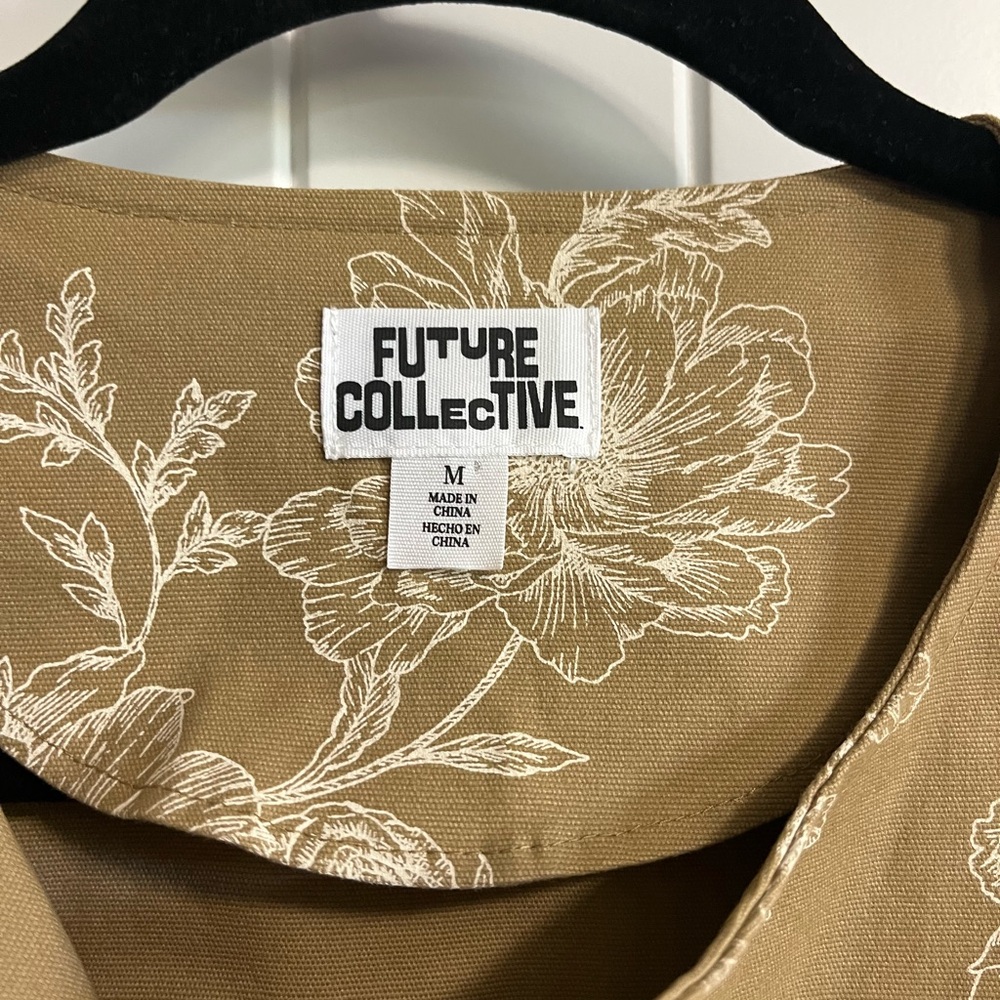 FUTURE
COLLECTIVE.
M
MADE IN
CHINA
HECHO EN
CHINA